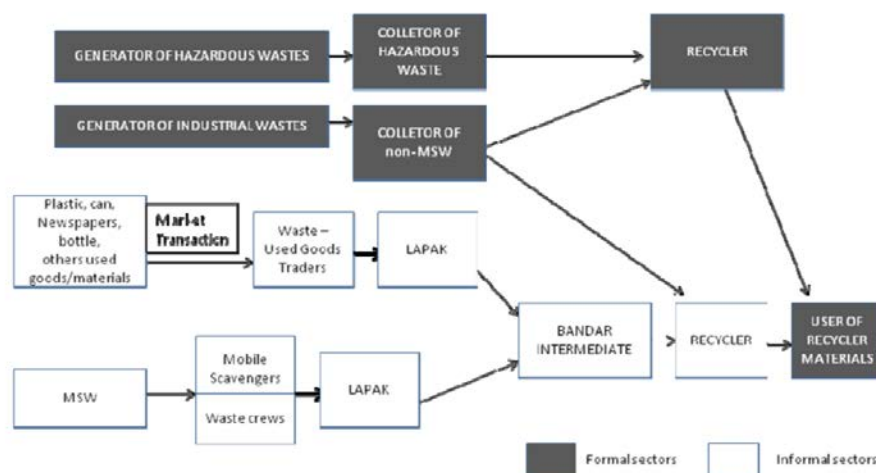 GENERATOR OF HAZARDOUS WASTES
COLLETOR OF
HAZARDOUS
WASTE
RECYCLER
GENERATOR OF INDUSTRIAL WASTES
COLLETOR OF
non-MSW
Plastic, can,
Newspapers,
bottle,
others used
goods/materials
Market
Transaction
Waste –
Used Goods
Traders
LAPAK
BANDAR
INTERMEDIATE
RECYCLER
USER OF
RECYCLER
MATERIALS
MSW
Mobile
Scavengers
Waste crews
LAPAK
Formal sectors
Informal sectors